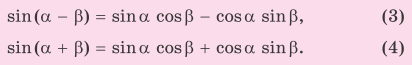 sin (α − β) = sin α cos β − cos α sin β, (3)
sin (α + β) = sin α cos β + cos α sin β. (4)